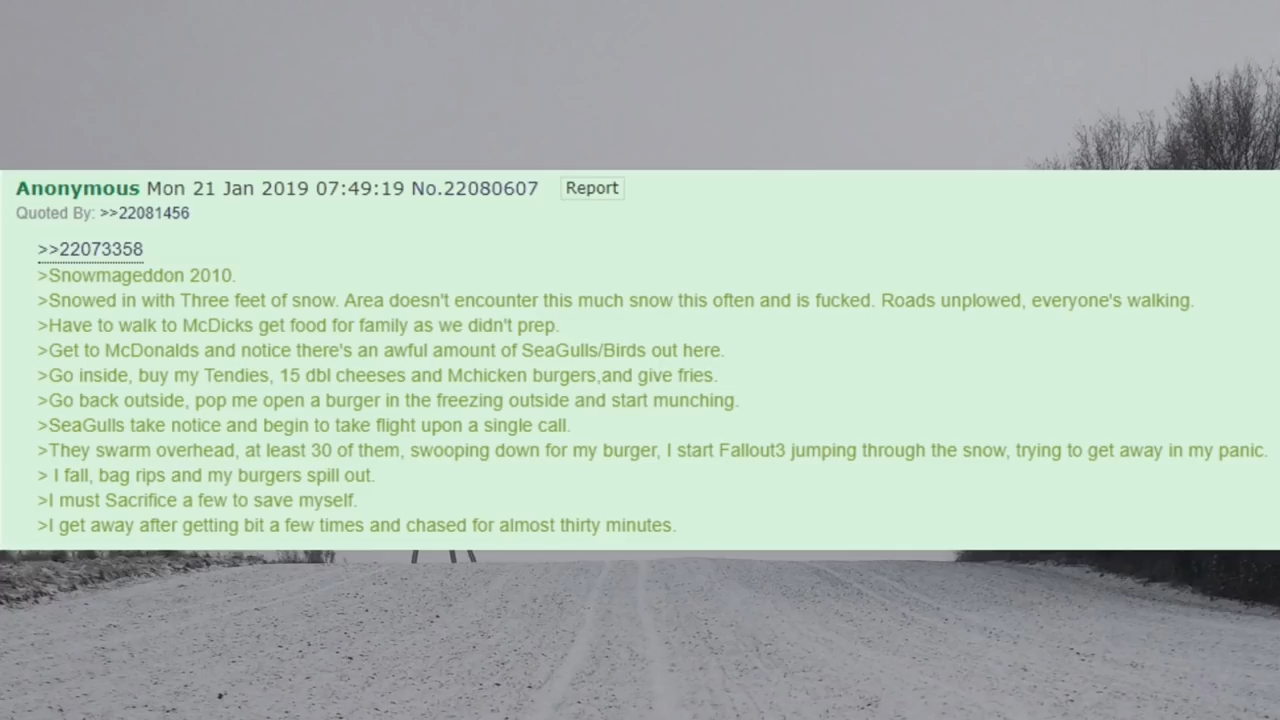 Anonymous Mon 21 Jan 2019 07:49:19 No.22080607 Report
Quoted By: >>22081456
>>22073358
>Snowmageddon 2010.
>Snowed in with Three feet of snow. Area doesn't encounter this much snow this often and is fucked. Roads unplowed, everyone's walking.
>Have to walk to McDicks get food for family as we didn't prep.
>Get to McDonalds and notice there's an awful amount of SeaGulls/Birds out here.
>Go inside, buy my Tendies, 15 dbl cheeses and Mchicken burgers,and give fries.
>Go back outside, pop me open a burger in the freezing outside and start munching.
>SeaGulls take notice and begin to take flight upon a single call.
>They swarm overhead, at least 30 of them, swooping down for my burger, I start Fallout3 jumping through the snow, trying to get away in my panic.
> I fall, bag rips and my burgers spill out.
>I must Sacrifice a few to save myself.
>I get away after getting bit a few times and chased for almost thirty minutes.